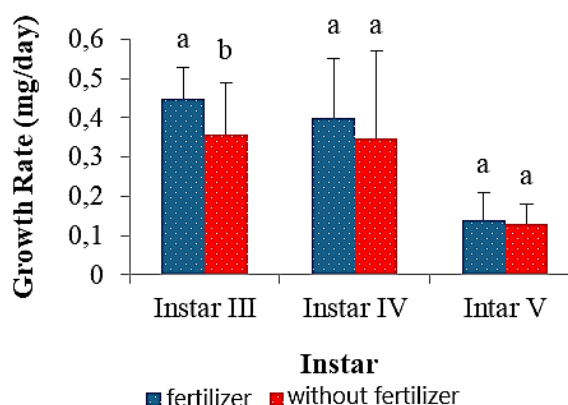 Growth Rate (mg/day)
0,6
0,5
0,4
0,3
0,2
0,1
0
a
b
a
a
a
a
Instar III
Instar IV
Intar V
Instar
fertilizer
without fertilizer